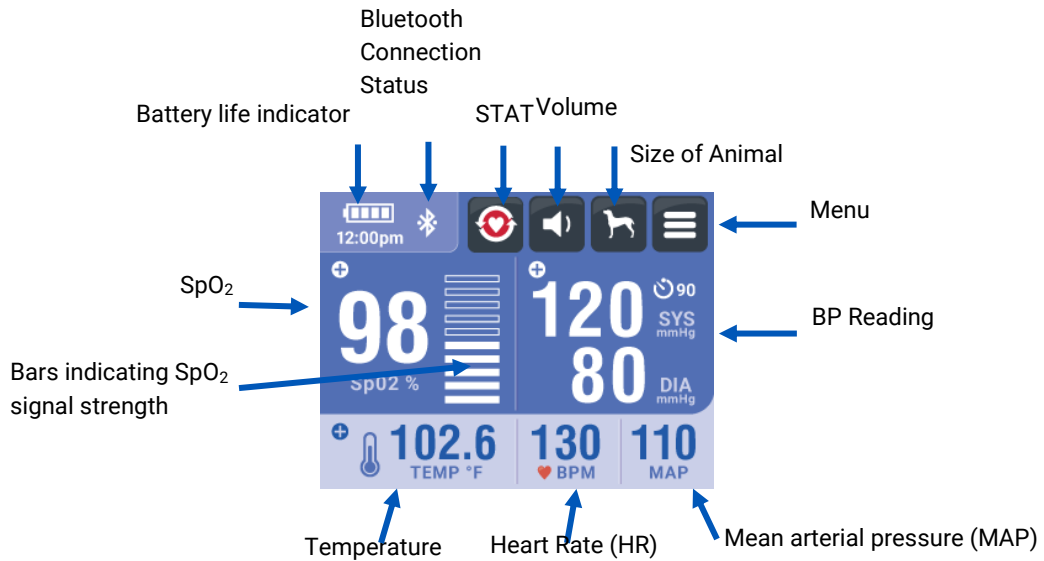 Bluetooth
Connection
Status
Battery life indicator
STAT
Volume
Size of Animal
Menu
12:00pm
SpO₂
98
SpO2 %
120
90
SYS
mmHg
80
DIA
mmHg
BP Reading
Bars indicating SpO₂
signal strength
102.6
TEMP °F
130
BPM
110
MAP
Temperature
Heart Rate (HR)
Mean arterial pressure (MAP)